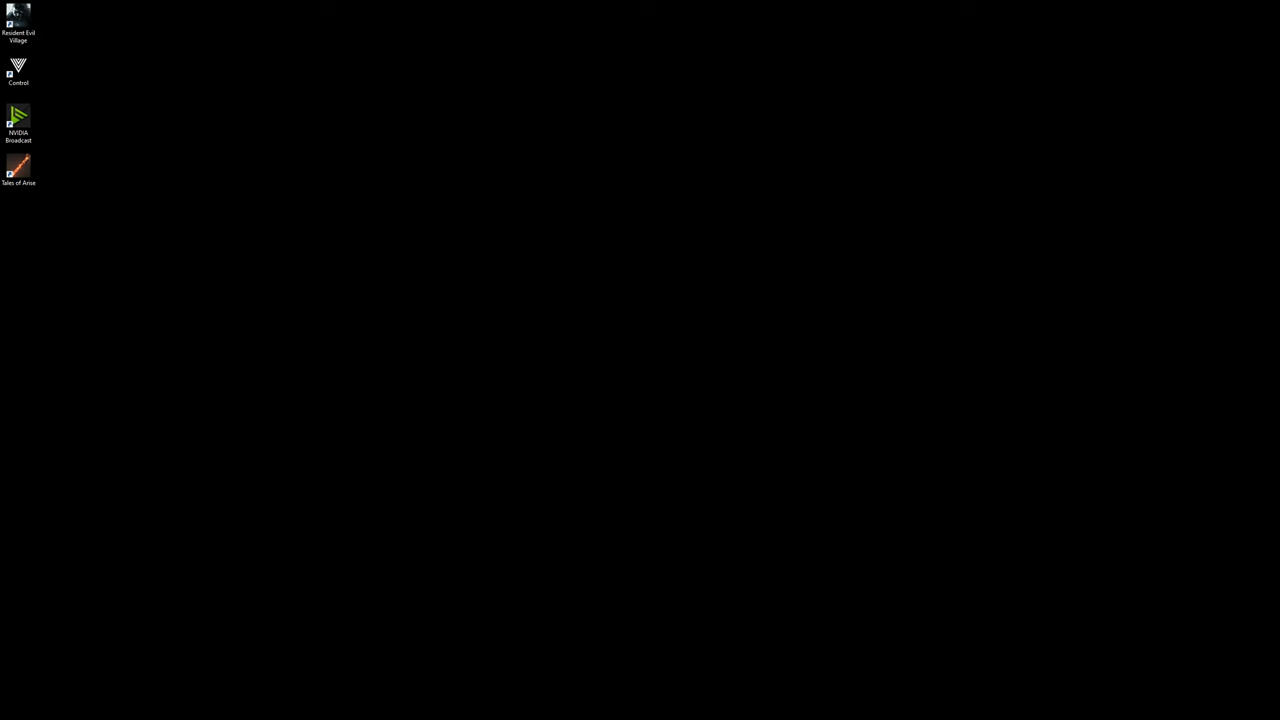 Resident Evil
Village
Control
NVIDIA
Broadcast
Tales of Arise